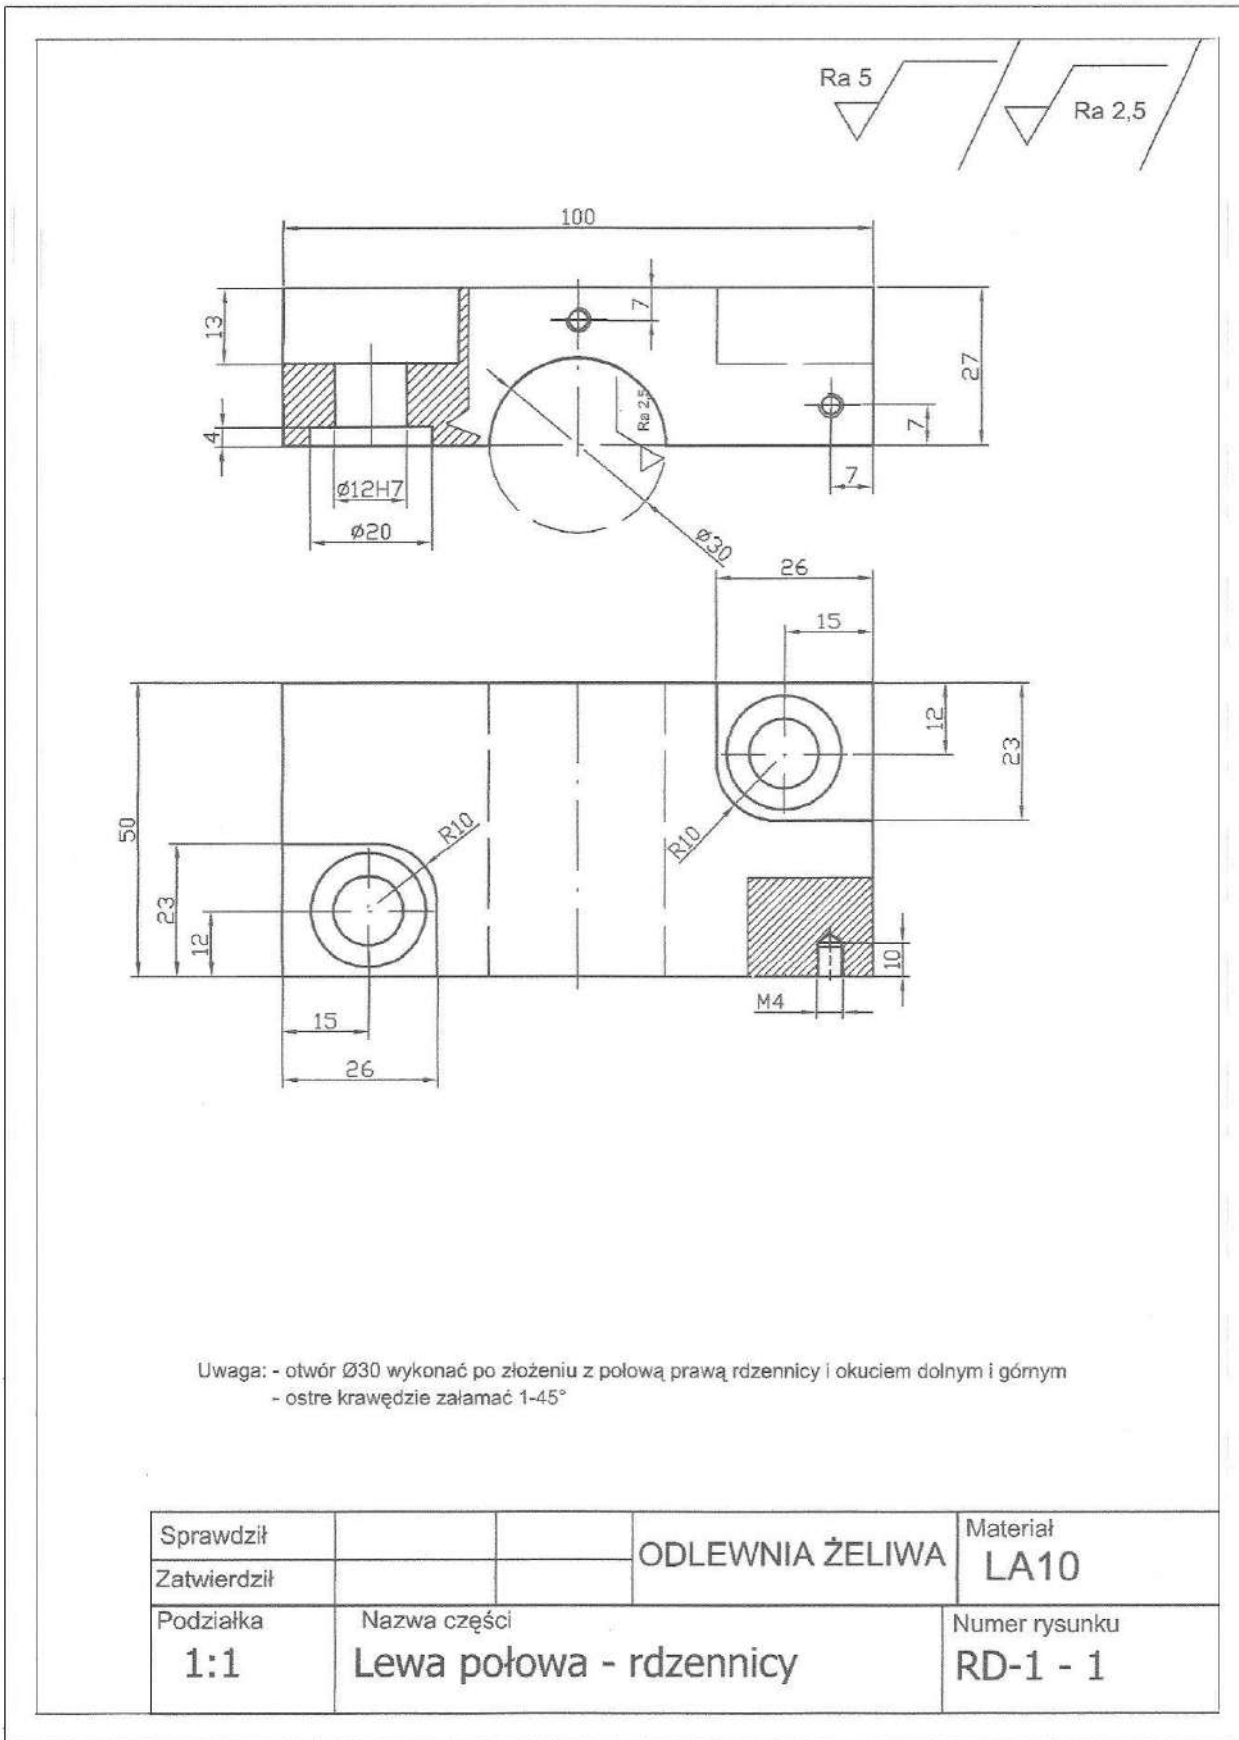 Ra 5
Ra 2,5
100
13
7
27
4
Ra 2,5
7
7
ø12H7
ø20
ø30
26
15
12
23
50
R10
R10
23
12
10
M4
15
26
Uwaga: - otwór Ø30 wykonać po złożeniu z połową prawą rdzennicy i okuciem dolnym i górnym
- ostre krawędzie załamać 1-45°
Sprawdził
Zatwierdził
ODLEWNIA ŻELIWA
Materiał
LA10
Podziałka
1:1
Nazwa części
Lewa połowa - rdzennicy
Numer rysunku
RD-1 - 1